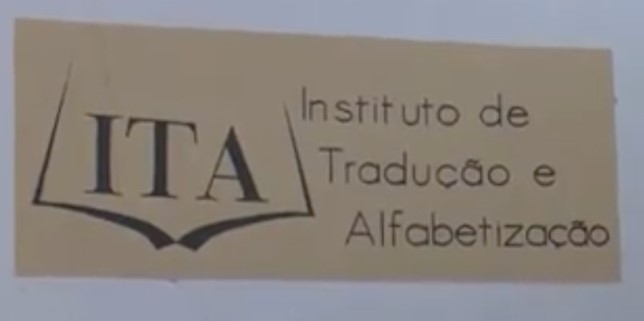 ITA
Instituto de
Tradução e
Alfabetização